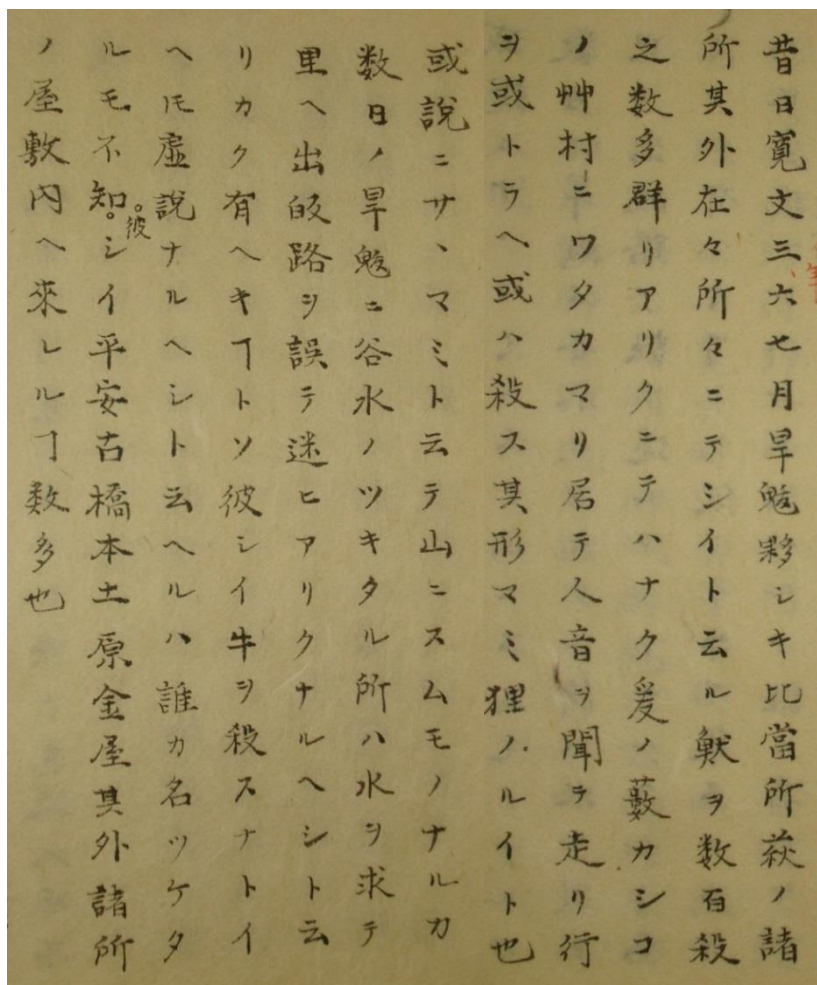 昔日寛文三六七月旱魃夥シキ比當所萩ノ諸
所其外在々所々ニテシイト云ル獣ヲ数百殺
之数多群リアリクニテハナク爰ノ藪カシコ
ノ艸村ニワタカマリ居テ人音ヲ聞テ走リ行
ヲ或トラヘ或ハ殺ス其形マミ狸ノルイト也
或説ニサヽマミト云テ山ニスムモノナルカ
数日ノ旱魃ニ谷水ノツキタル所ハ水ヲ求テ
里ヘ出皈路ヲ誤テ迷ヒアリクナルヘシト云
リカク有ヘキヿトソ彼シイ牛ヲ殺スナトイ
ヘ𪜈虚説ナルヘシト云ヘルハ誰カ名ツケタ
ルモ不知。彼シイ平安古橋本土原金屋其外諸所
ノ屋敷内ヘ來レルヿ数多也